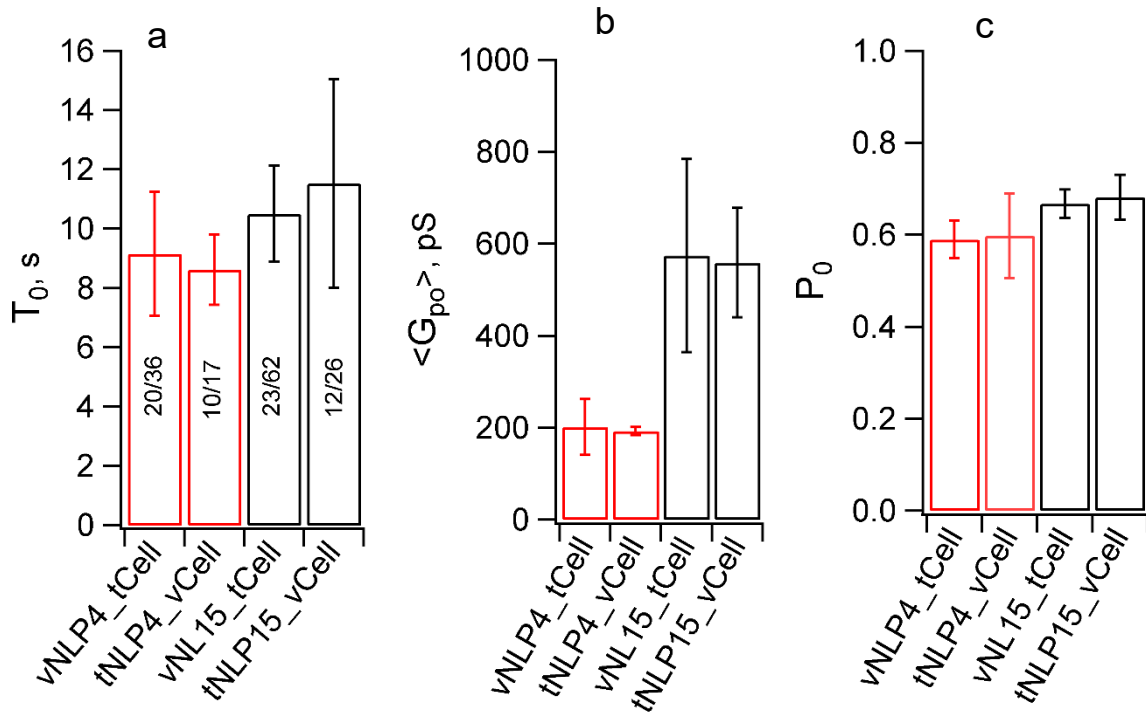 a
T0, s
16
14
12
10
8
6
4
2
0
20/36
10/17
23/62
12/26
vNLP4_tCell
tNLP4_vCell
vNL15_tCell
tNLP15_vCell
b
<Gpo>, pS
1000
800
600
400
200
0
vNLP4_tCell
tNLP4_vCell
vNL15_tCell
tNLP15_vCell
c
P0
1.0
0.8
0.6
0.4
0.2
0.0
vNLP4_tCell
tNLP4_vCell
vNL15_tCell
tNLP15_vCell